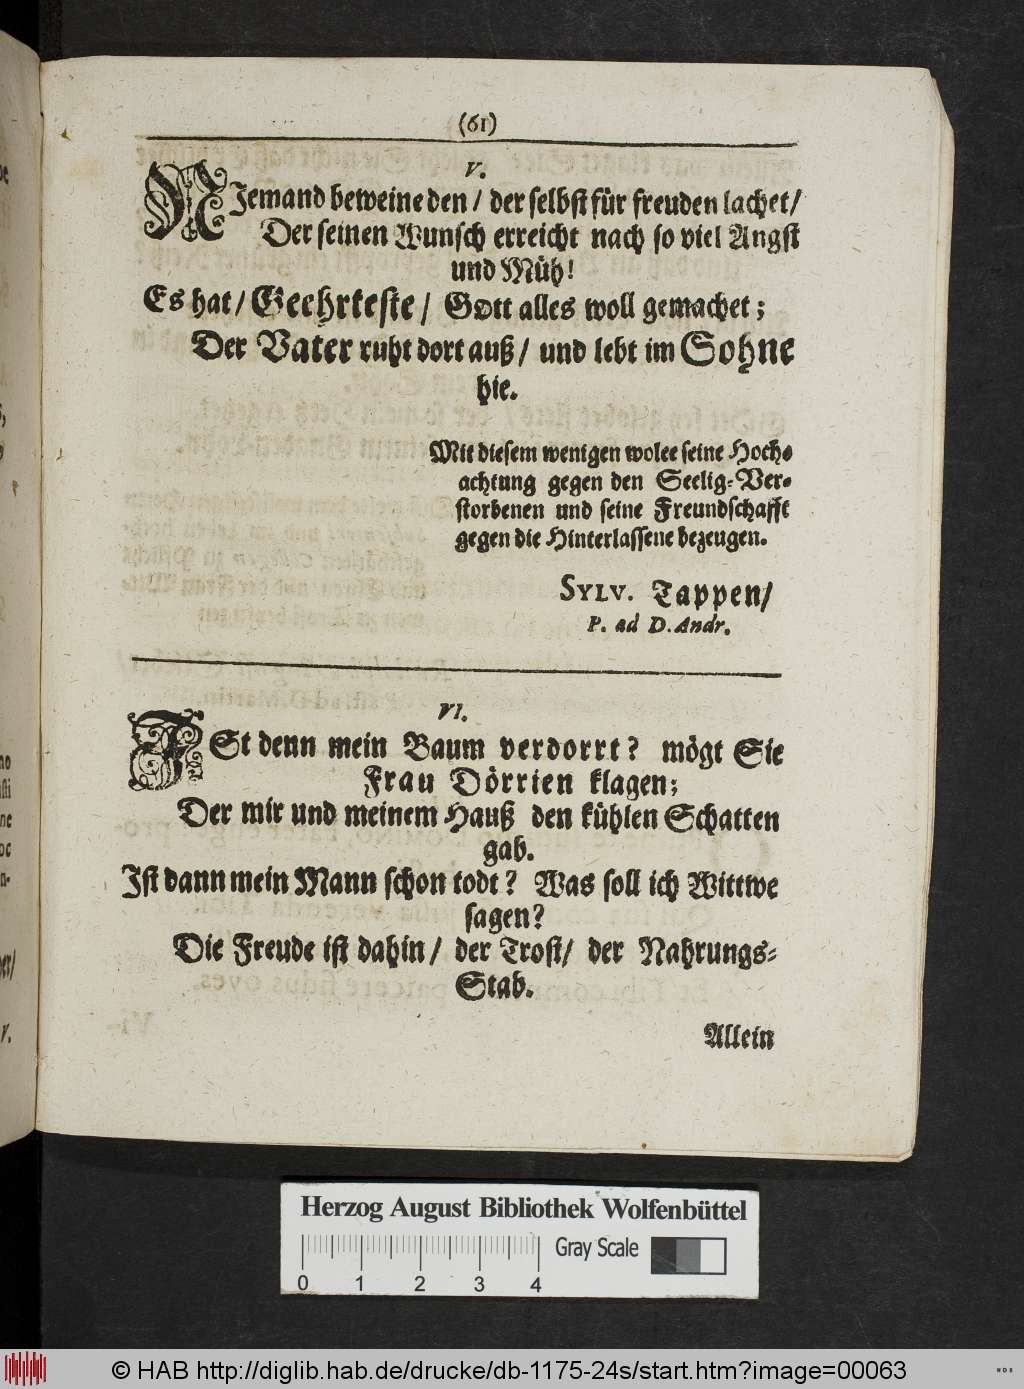 (61)
V.
NJemand beweine den / der selbst für freuden lachet /
Der seinen Wunsch erreicht nach so viel Angst
und Müh!
Es hat / Geehrteste / GOtt alles woll gemachet;
Der Vater ruht dort auß / und lebt im Sohne
hie.
Mit diesem wenigen wolte seine Hoch-
achtung gegen den Seelig-Ver-
storbenen und seine Freundschafft
gegen die Hinterlassene bezeugen.
SYLV. Tappen /
P. ad D. Andr.
VI.
JSt denn mein Baum verdorrt? mögt Sie
Frau Dörrien klagen;
Der mir und meinem Hauß den kühlen Schatten
gab.
Ist dann mein Mann schon todt? Was soll ich Wittwe
sagen?
Die Freude ist dahin / der Trost / der Nahrungs-
Stab.
Allein
Herzog August Bibliothek Wolfenbüttel
Gray Scale
0 1 2 3 4
© HAB http://diglib.hab.de/drucke/db-1175-24s/start.htm?image=00063